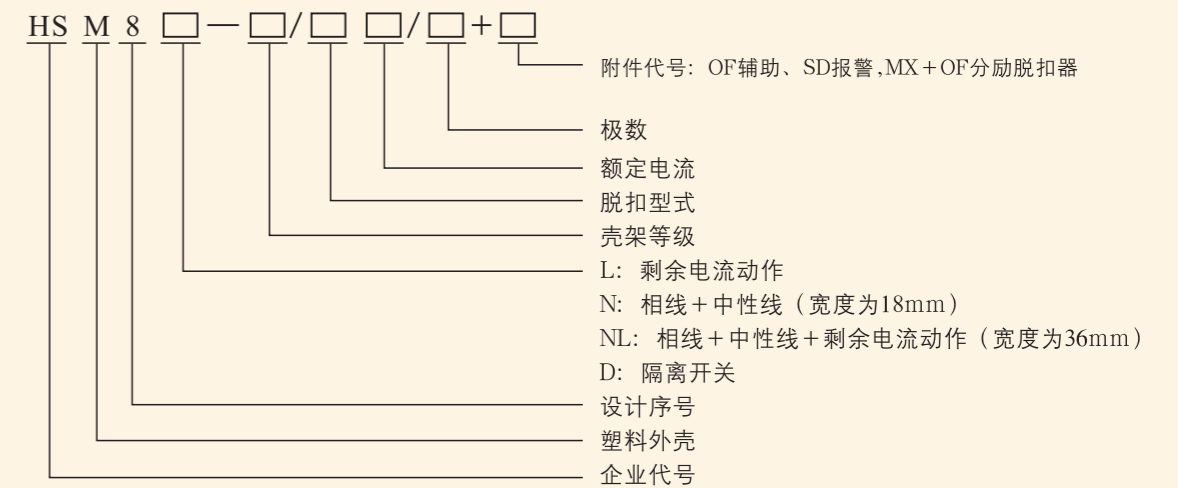 HS M 8 □－□/□ □/□＋□
附件代号：OF辅助、SD报警,MX＋OF分励脱扣器
极数
额定电流
脱扣型式
壳架等级
L：剩余电流动作
N：相线＋中性线（宽度为18mm）
NL：相线＋中性线＋剩余电流动作（宽度为36mm）
D：隔离开关
设计序号
塑料外壳
企业代号